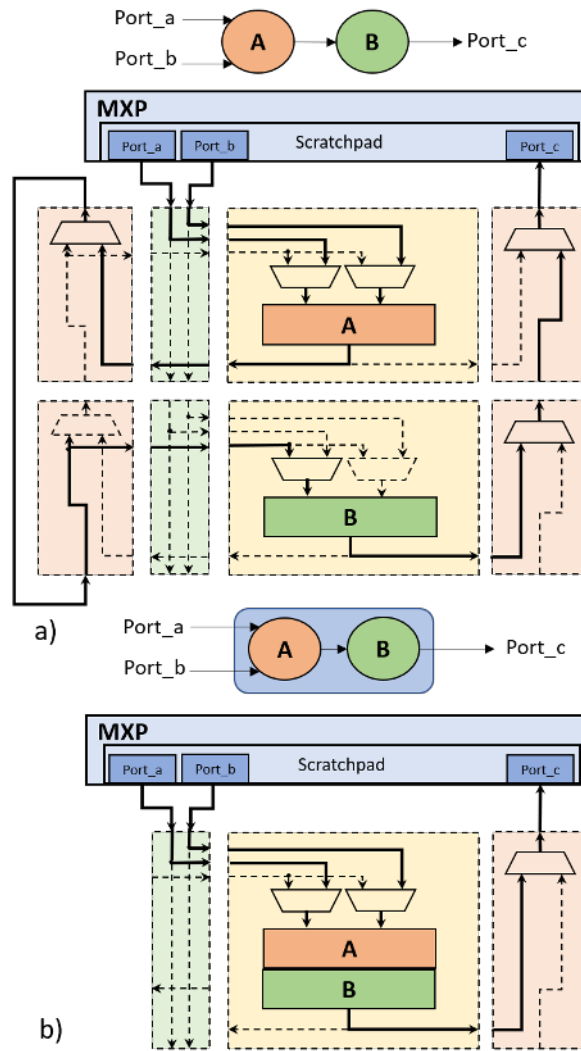 Port_a
A B Port_c
Port_b
MXP
Scratchpad
Port_a Port_b Port_c
A
B
a)
Port_a
A B Port_c
Port_b
MXP
Scratchpad
Port_a Port_b Port_c
A
B
b)